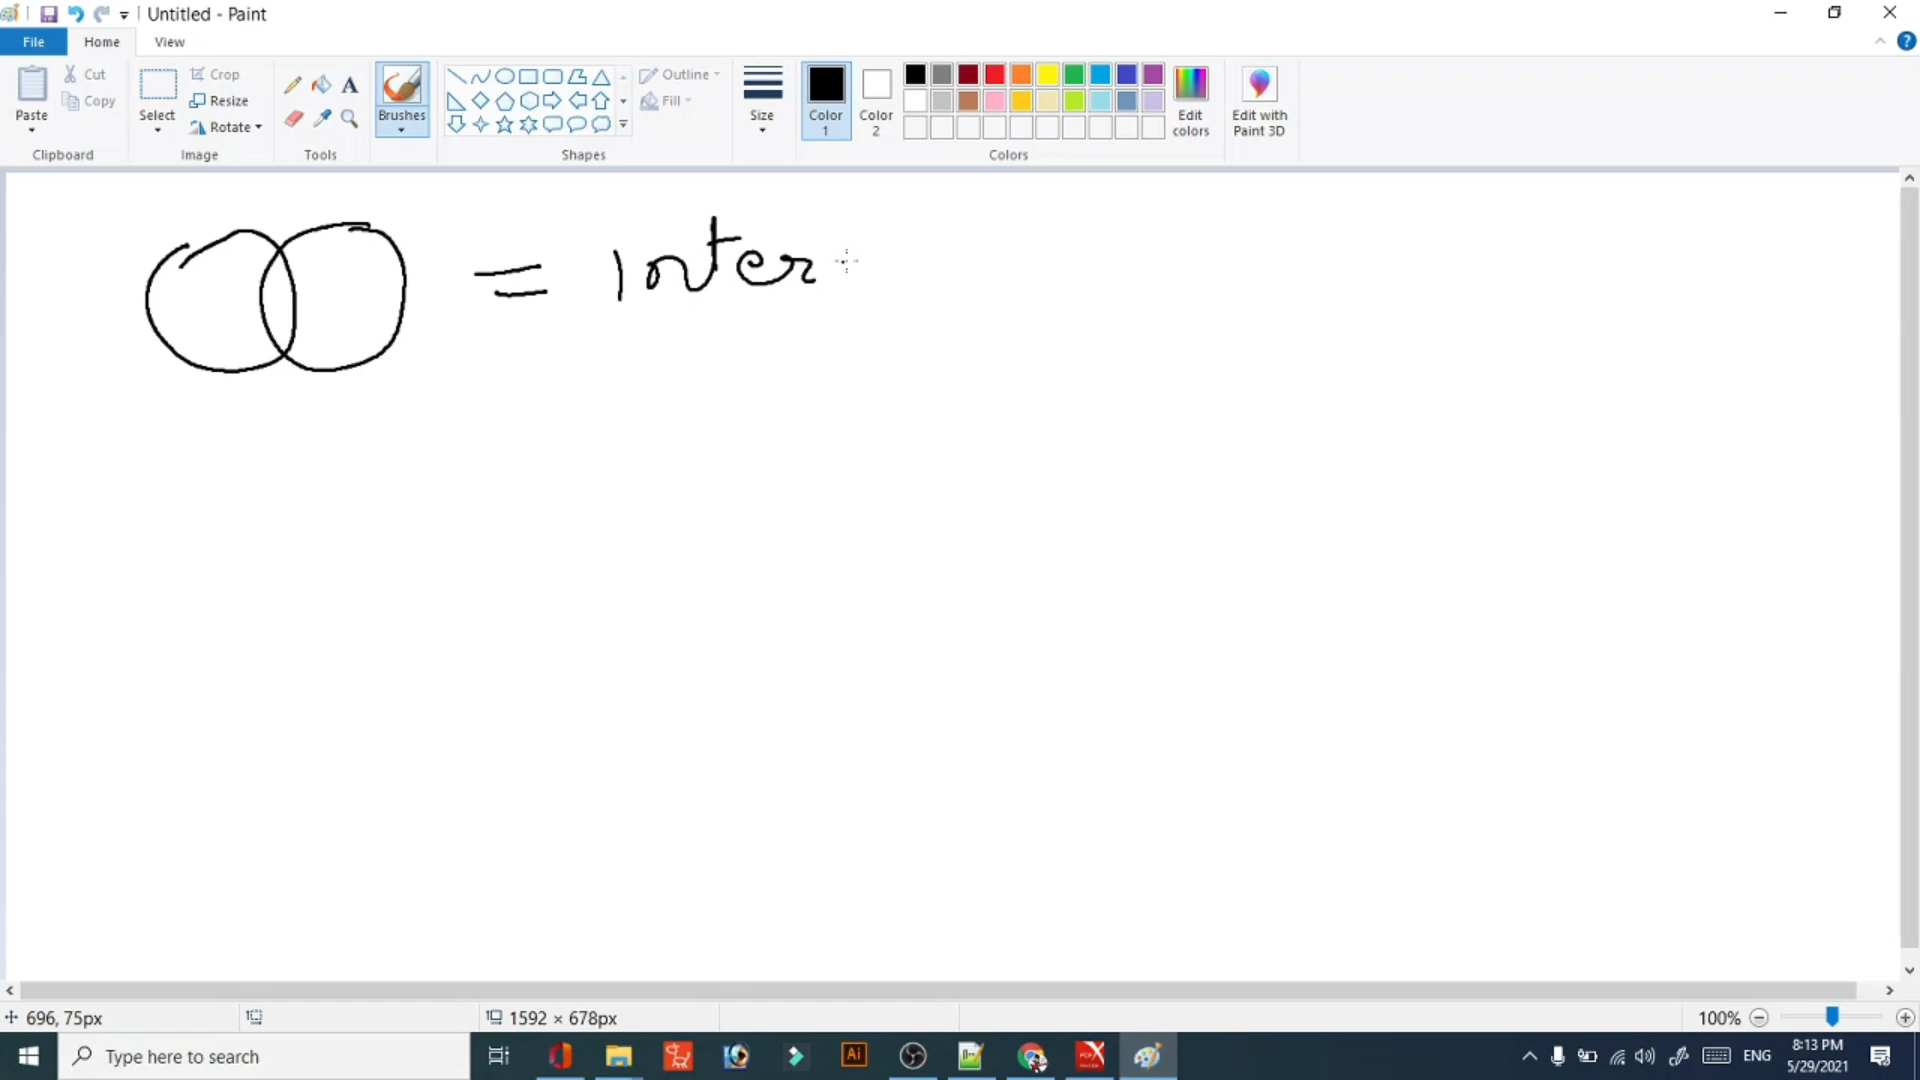 Untitled - Paint
File Home View
Paste Cut Copy Select Crop Resize Rotate Brushes Outline Fill Size Color 1 Color 2 Edit colors Edit with Paint 3D
Clipboard Image Tools Shapes Colors
= inter
696, 75px 1592 × 678px 100%
Type here to search Ai ENG 8:13 PM
5/29/2021